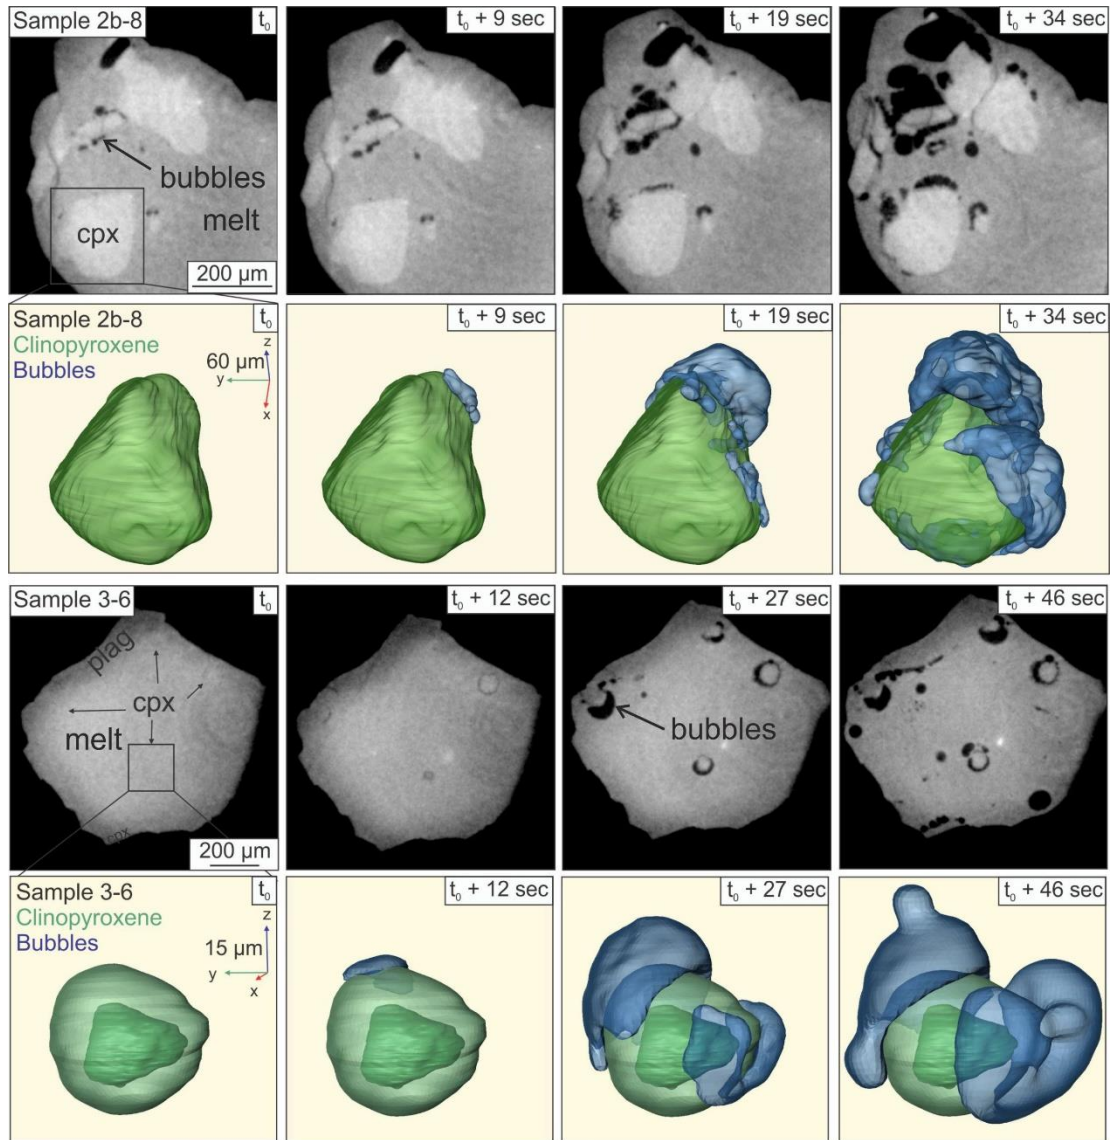 Sample 2b-8
t₀
t₀ + 9 sec
t₀ + 19 sec
t₀ + 34 sec
bubbles
melt
cpx
200 µm
Sample 2b-8
t₀
t₀ + 9 sec
t₀ + 19 sec
t₀ + 34 sec
Clinopyroxene
Bubbles
60 µm
z
y
x
Sample 3-6
t₀
t₀ + 12 sec
t₀ + 27 sec
t₀ + 46 sec
plag
cpx
melt
bubbles
cpx
200 µm
Sample 3-6
t₀
t₀ + 12 sec
t₀ + 27 sec
t₀ + 46 sec
Clinopyroxene
Bubbles
15 µm
z
y
x